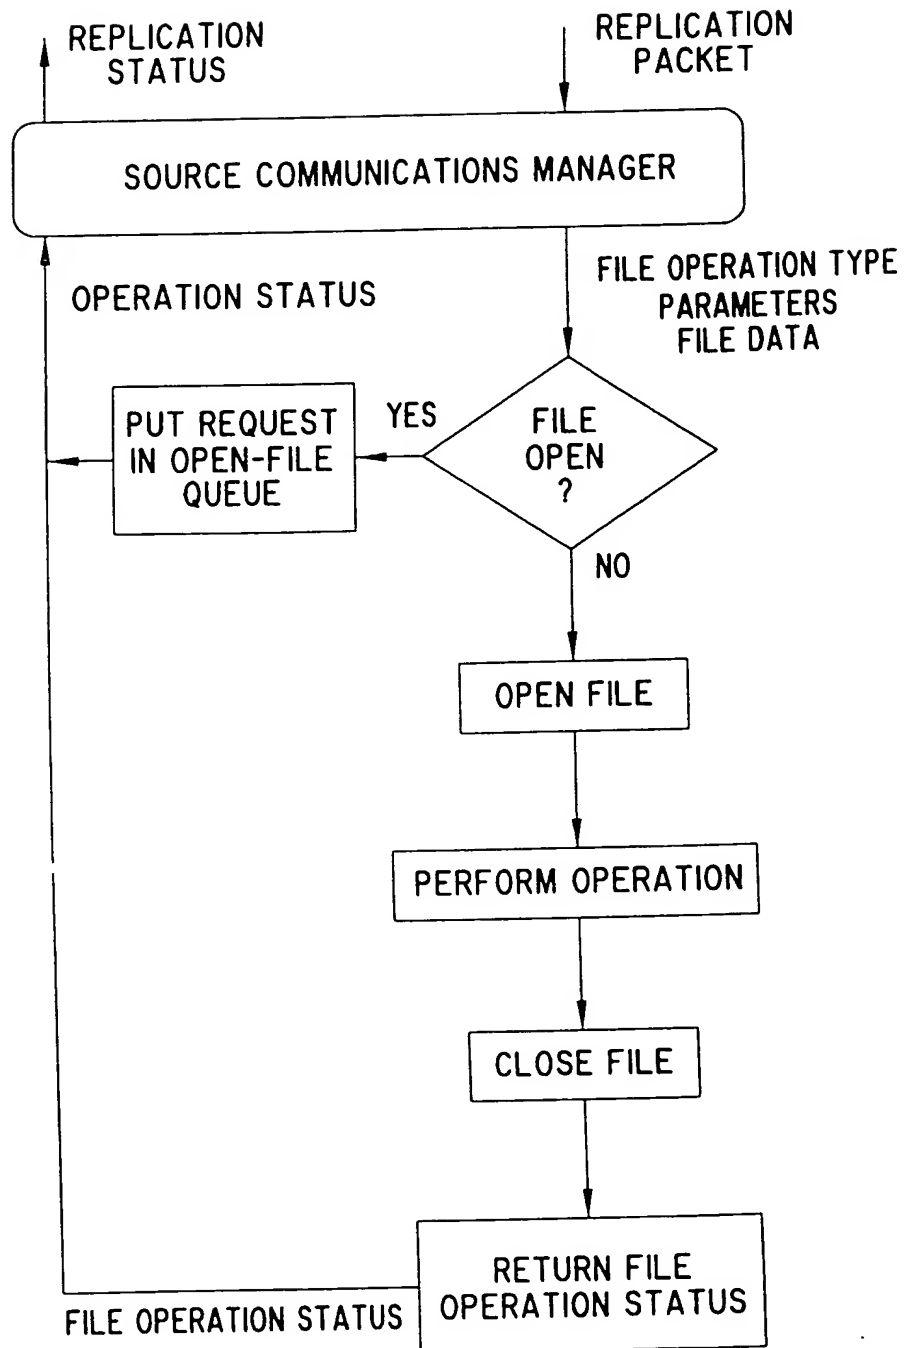 REPLICATION
STATUS
REPLICATION
PACKET
SOURCE COMMUNICATIONS MANAGER
OPERATION STATUS
FILE OPERATION TYPE
PARAMETERS
FILE DATA
PUT REQUEST
IN OPEN-FILE
QUEUE
YES
FILE
OPEN
?
NO
OPEN FILE
PERFORM OPERATION
CLOSE FILE
RETURN FILE
OPERATION STATUS
FILE OPERATION STATUS